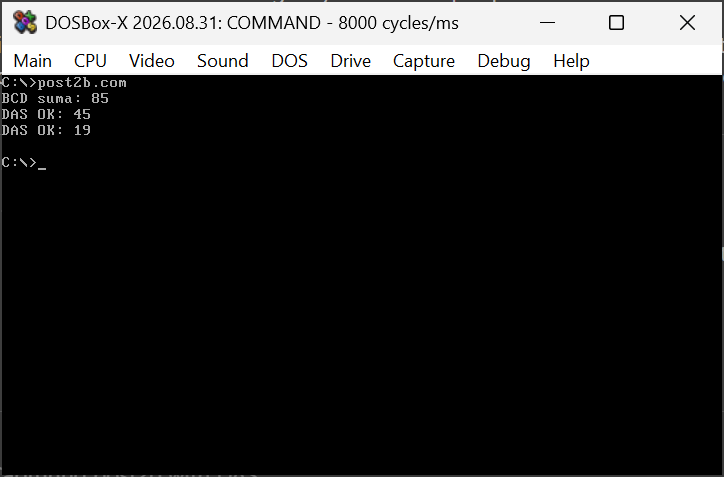 DOSBox-X 2026.08.31: COMMAND - 8000 cycles/ms
Main CPU Video Sound DOS Drive Capture Debug Help
C:\>post2b.com
BCD suma: 85
DAS OK: 45
DAS OK: 19
C:\>_